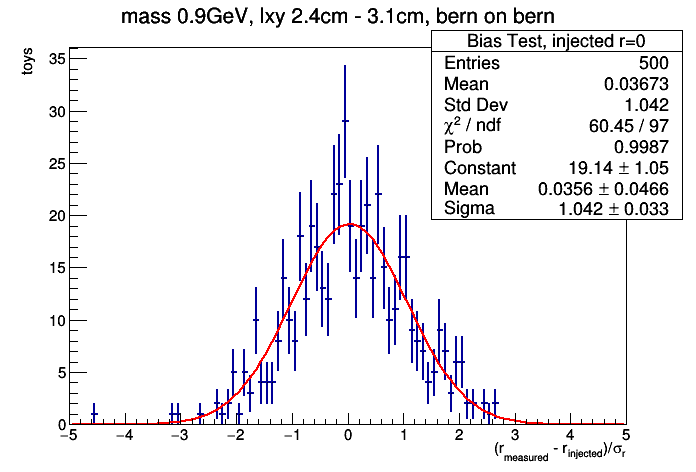 mass 0.9GeV, lxy 2.4cm - 3.1cm, bern on bern
Bias Test, injected r=0
Entries 500
Mean 0.03673
Std Dev 1.042
χ² / ndf 60.45 / 97
Prob 0.9987
Constant 19.14 ± 1.05
Mean 0.0356 ± 0.0466
Sigma 1.042 ± 0.033
toys
35
30
25
20
15
10
5
0
−5 −4 −3 −2 −1 0 1 2 3 4 5
(r_measured - r_injected)/σ_r